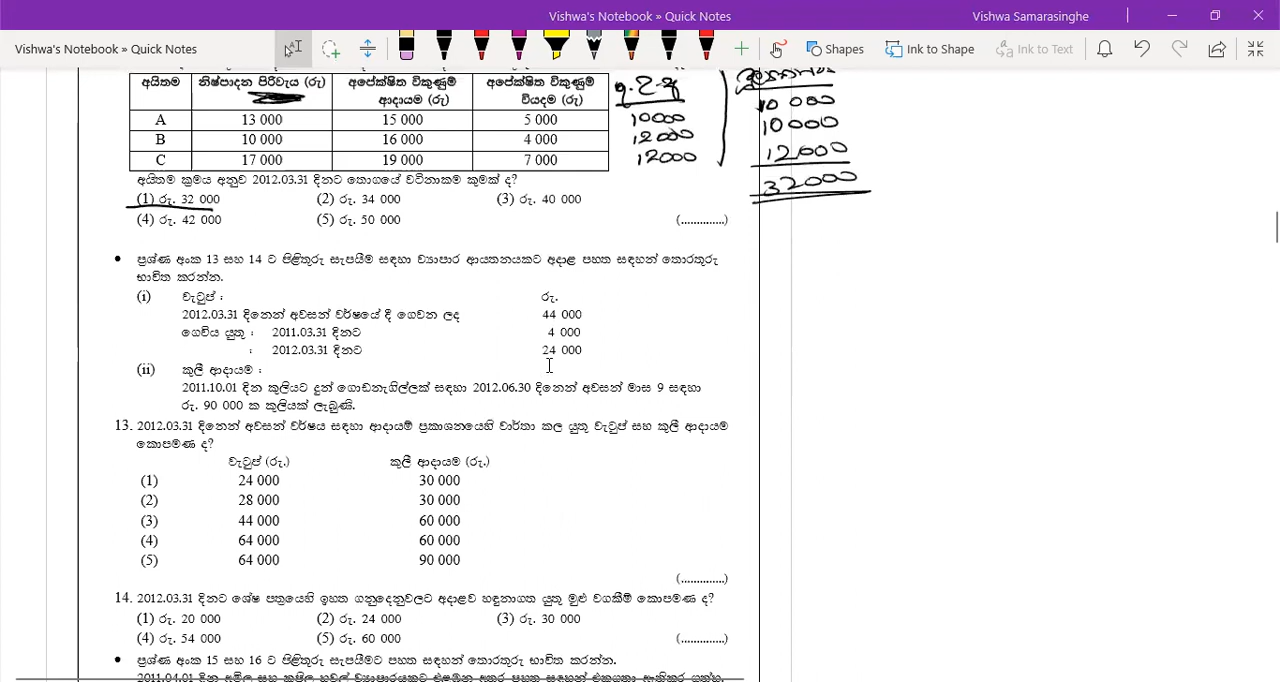 Vishwa's Notebook » Quick Notes
Vishwa Samarasinghe
Vishwa's Notebook » Quick Notes
Shapes
Ink to Shape
Ink to Text
අයිතම නිෂ්පාදන පිරිවැය (රු) අපේක්ෂිත විකුණුම් ආදායම (රු) අපේක්ෂිත විකුණුම් වියදම (රු)
A 13 000 15 000 5 000 10000
B 10 000 16 000 4 000 12000
C 17 000 19 000 7 000 12000
10 000
10 000
12000
32000
අයිතම ක්‍රමය අනුව 2012.03.31 දිනට තොගයේ වටිනාකම කුමක් ද?
(1) රු. 32 000 (2) රු. 34 000 (3) රු. 40 000
(4) රු. 42 000 (5) රු. 50 000 (..............)
• ප්‍රශ්ණ අංක 13 සහ 14 ට පිළිතුරු සැපයීම සඳහා ව්‍යාපාර ආයතනයකට අදාළ පහත සඳහන් තොරතුරු
භාවිත කරන්න.
(i) වැටුප් : රු.
2012.03.31 දිනෙන් අවසන් වර්ෂයේ දී ගෙවන ලද 44 000
ගෙවිය යුතු : 2011.03.31 දිනට 4 000
: 2012.03.31 දිනට 24 000
(ii) කුලී ආදායම :
2011.10.01 දින කුලියට දුන් ගොඩනැගිල්ලක් සඳහා 2012.06.30 දිනෙන් අවසන් මාස 9 සඳහා
රු. 90 000 ක කුලියක් ලැබුණි.
13. 2012.03.31 දිනෙන් අවසන් වර්ෂය සඳහා ආදායම් ප්‍රකාශනයෙහි වාර්තා කල යුතු වැටුප් සහ කුලී ආදායම
කොපමණ ද?
වැටුප් (රු.) කුලී ආදායම (රු.)
(1) 24 000 30 000
(2) 28 000 30 000
(3) 44 000 60 000
(4) 64 000 60 000
(5) 64 000 90 000
(..............)
14. 2012.03.31 දිනට ශේෂ පත්‍රයෙහි ඉහත ගනුදෙනුවලට අදාළව හඳුනාගත යුතු මුළු වගකීම් කොපමණ ද?
(1) රු. 20 000 (2) රු. 24 000 (3) රු. 30 000
(4) රු. 54 000 (5) රු. 60 000 (..............)
• ප්‍රශ්ණ අංක 15 සහ 16 ට පිළිතුරු සැපයීමට පහත සඳහන් තොරතුරු භාවිත කරන්න.